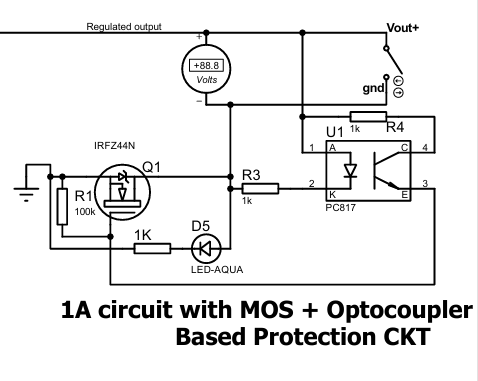 Regulated output
Vout+
+
+88.8
Volts
gnd
U1
1k
R4
1
A
C
4
IRFZ44N
Q1
R3
1k
2
K
E
3
PC817
R1
100k
1K
D5
LED-AQUA
1A circuit with MOS + Optocoupler
Based Protection CKT